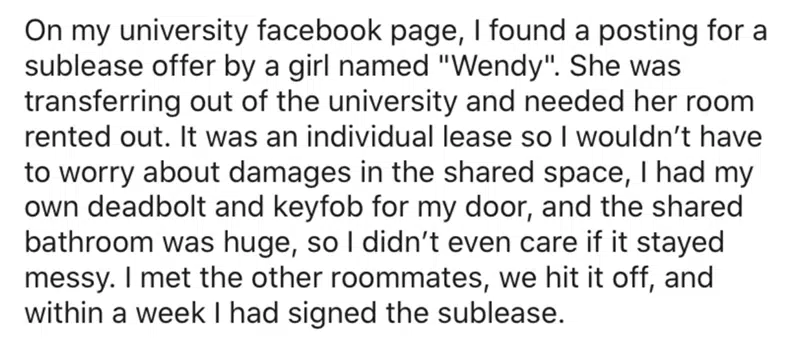 On my university facebook page, I found a posting for a
sublease offer by a girl named "Wendy". She was
transferring out of the university and needed her room
rented out. It was an individual lease so I wouldn’t have
to worry about damages in the shared space, I had my
own deadbolt and keyfob for my door, and the shared
bathroom was huge, so I didn’t even care if it stayed
messy. I met the other roommates, we hit it off, and
within a week I had signed the sublease.